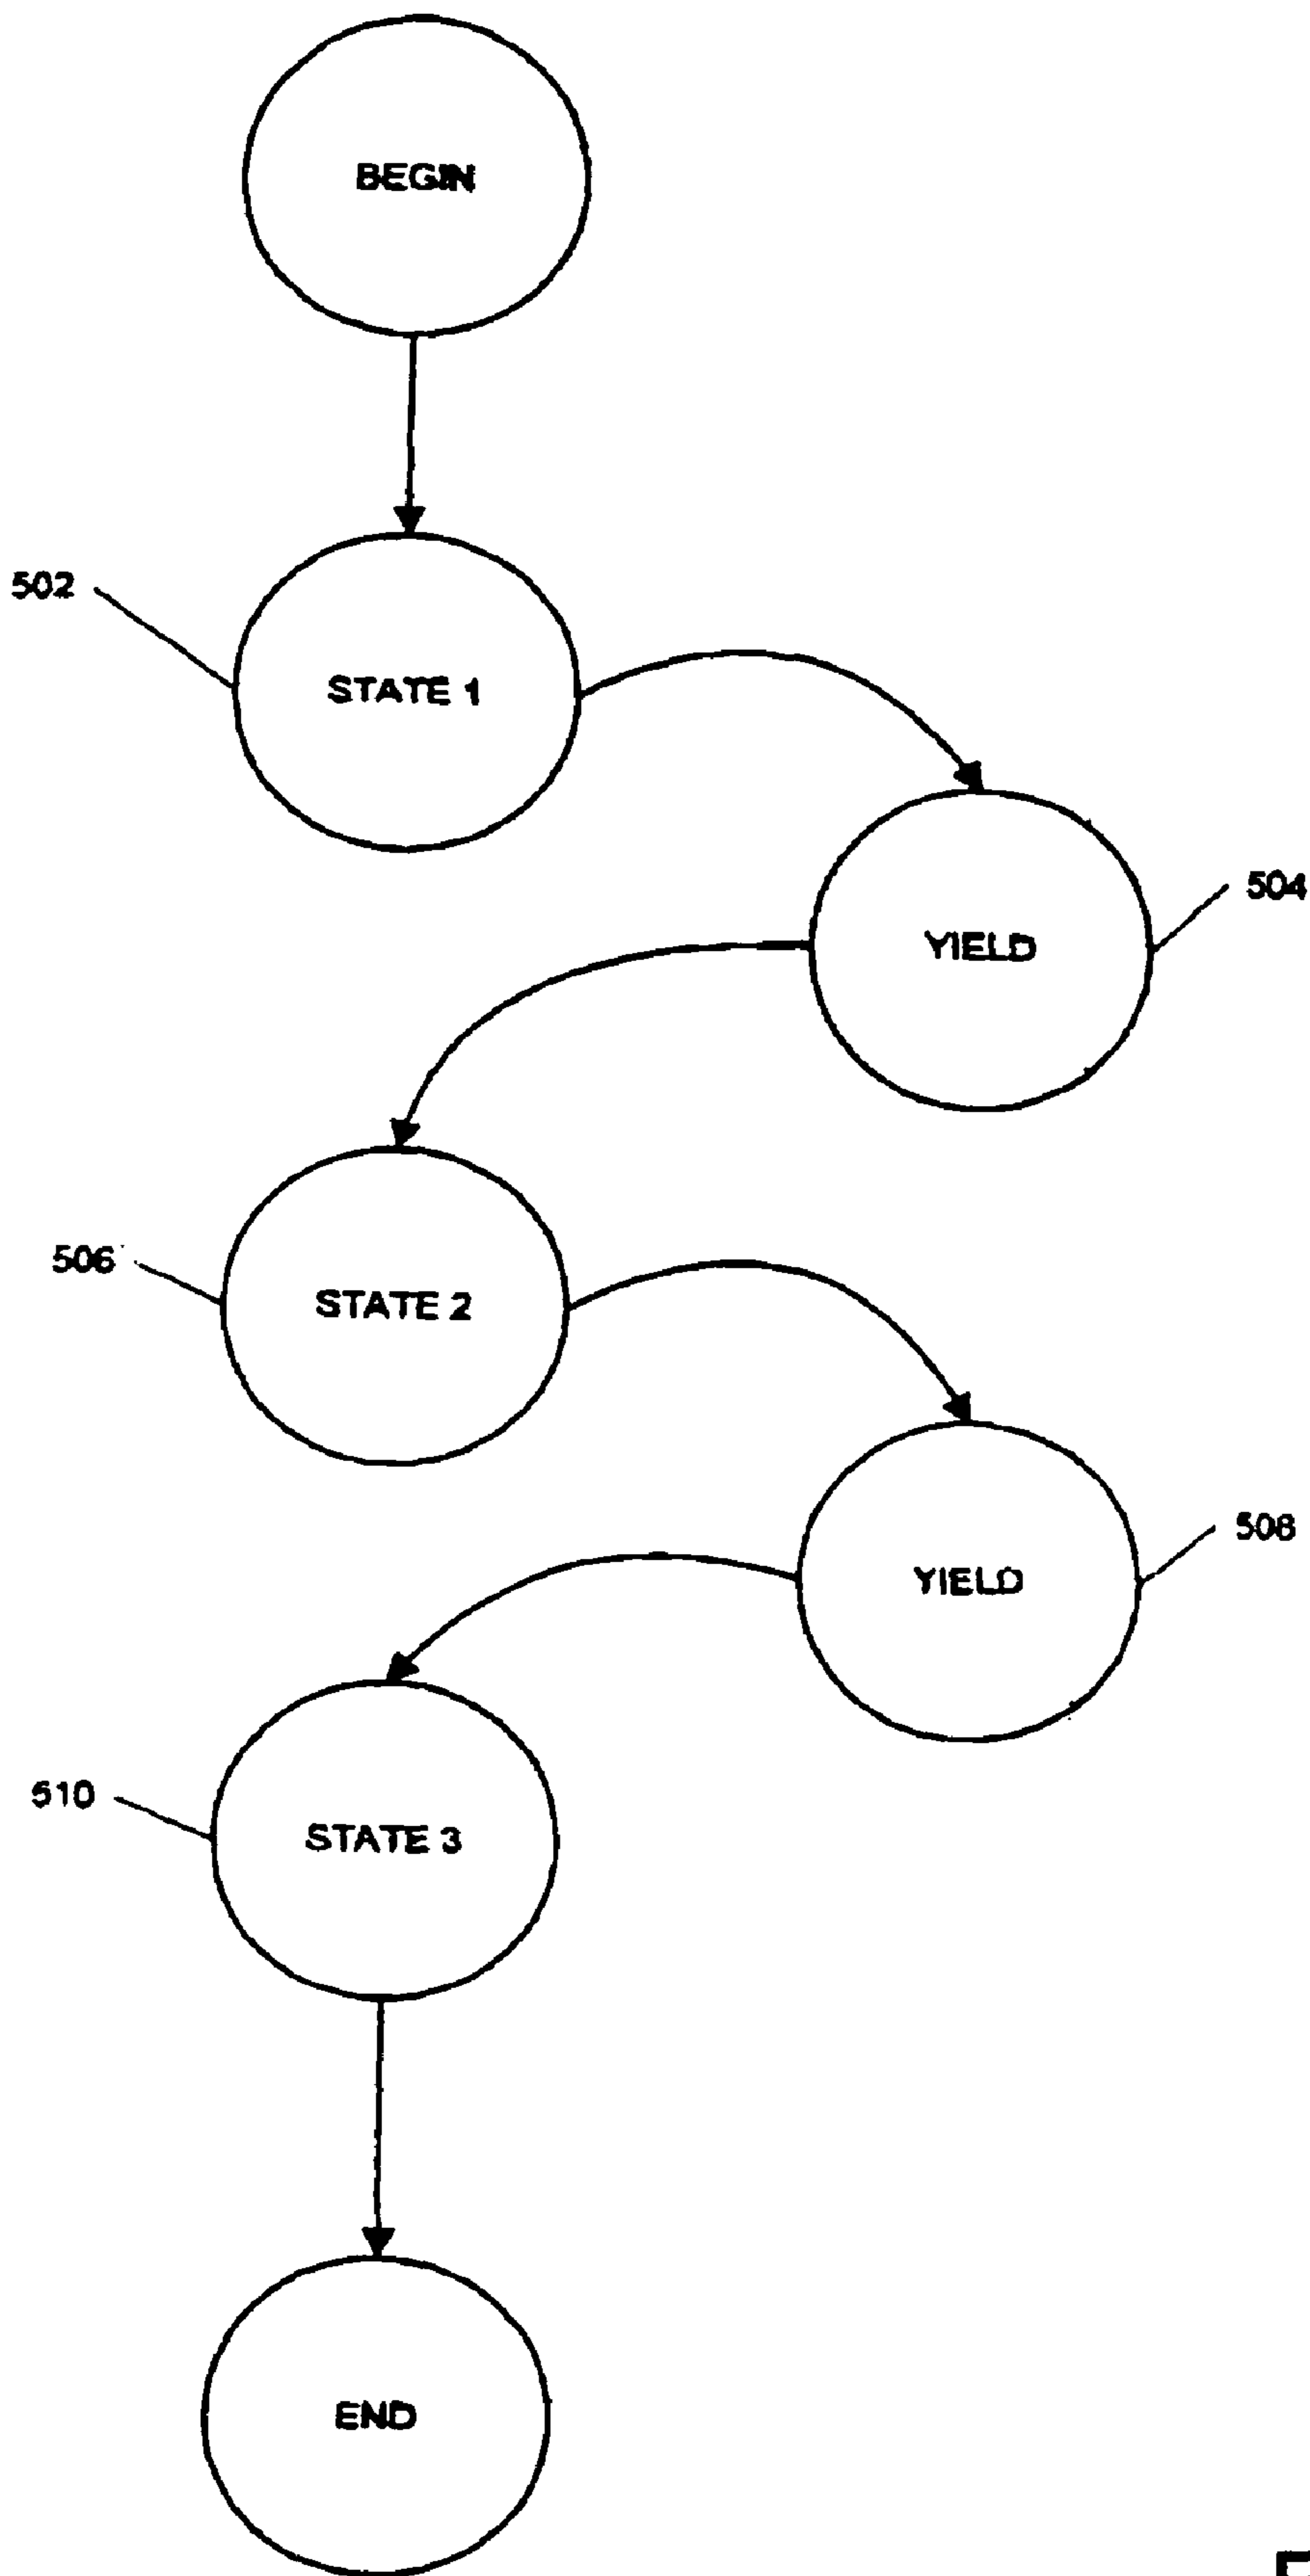 BEGIN
502
STATE 1
504
YIELD
506
STATE 2
508
YIELD
510
STATE 3
END